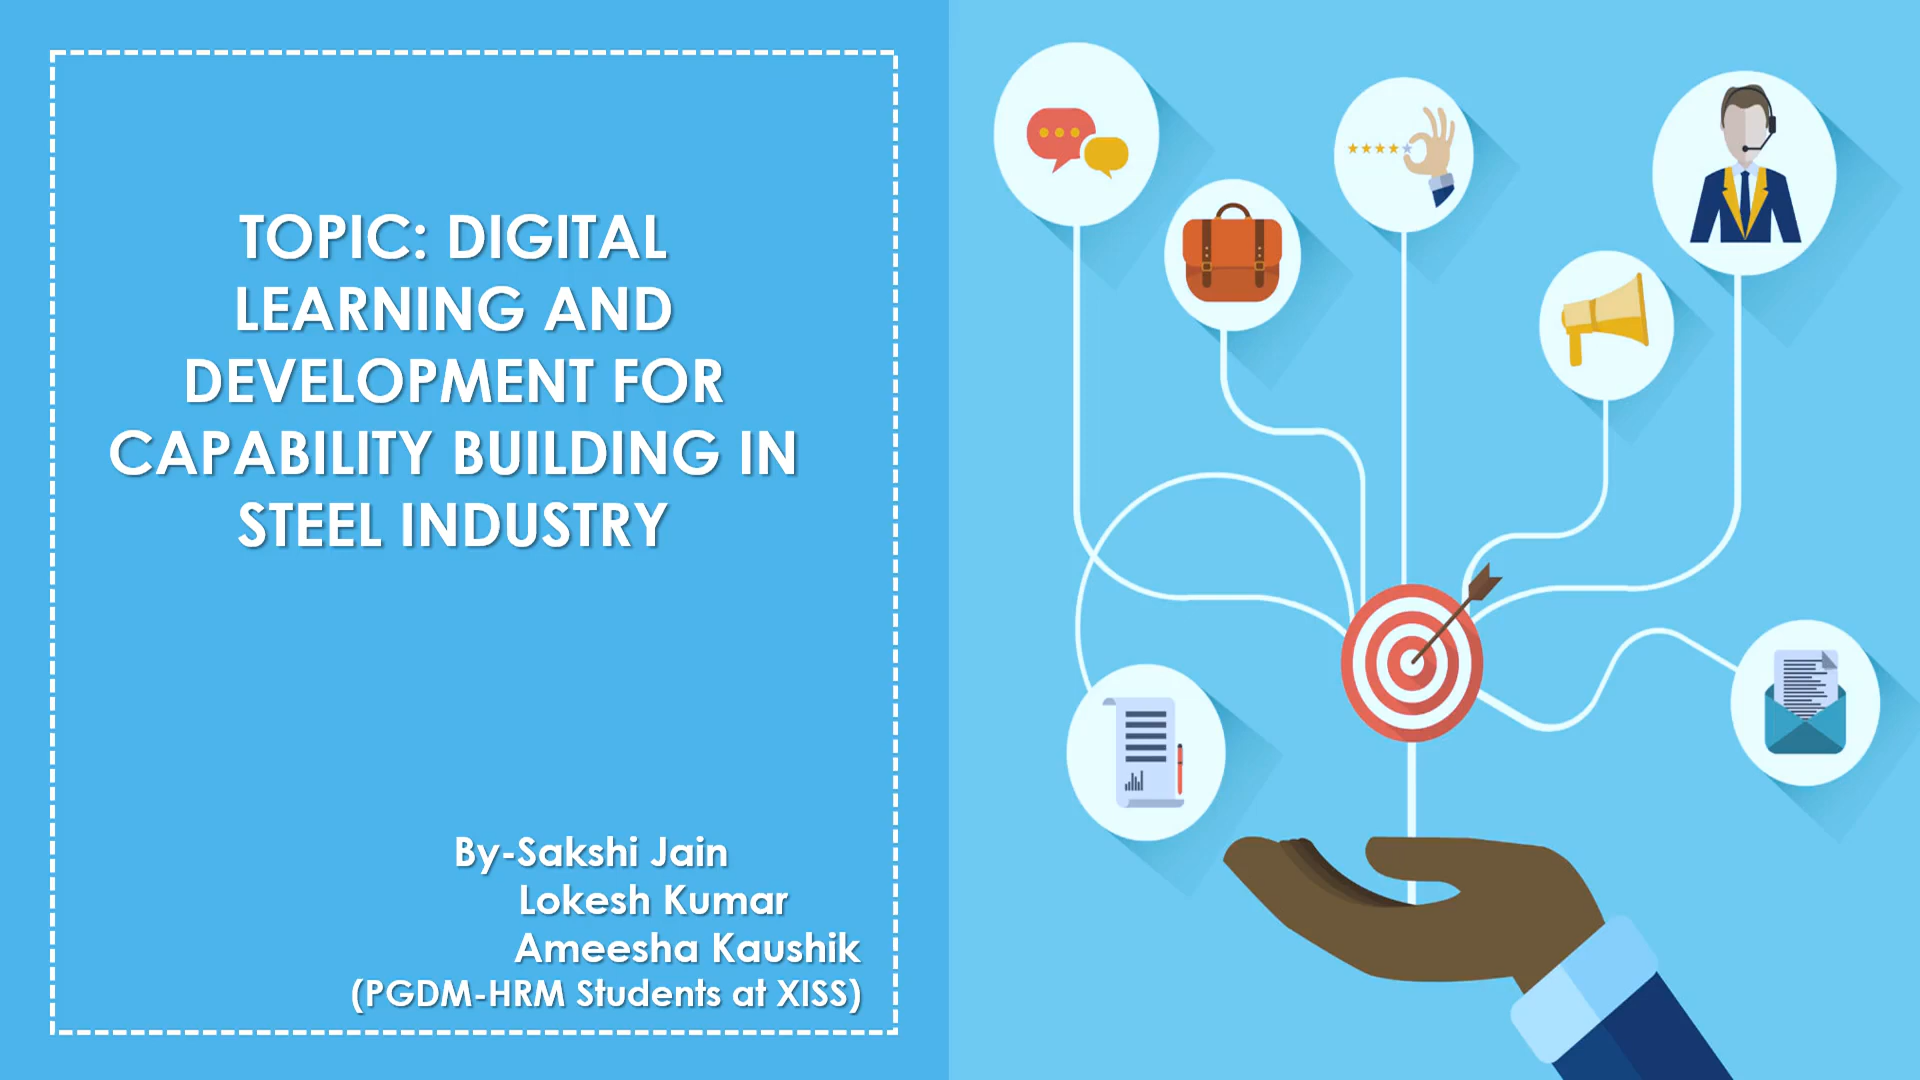 TOPIC: DIGITAL
LEARNING AND
DEVELOPMENT FOR
CAPABILITY BUILDING IN
STEEL INDUSTRY
By-Sakshi Jain
Lokesh Kumar
Ameesha Kaushik
(PGDM-HRM Students at XISS)